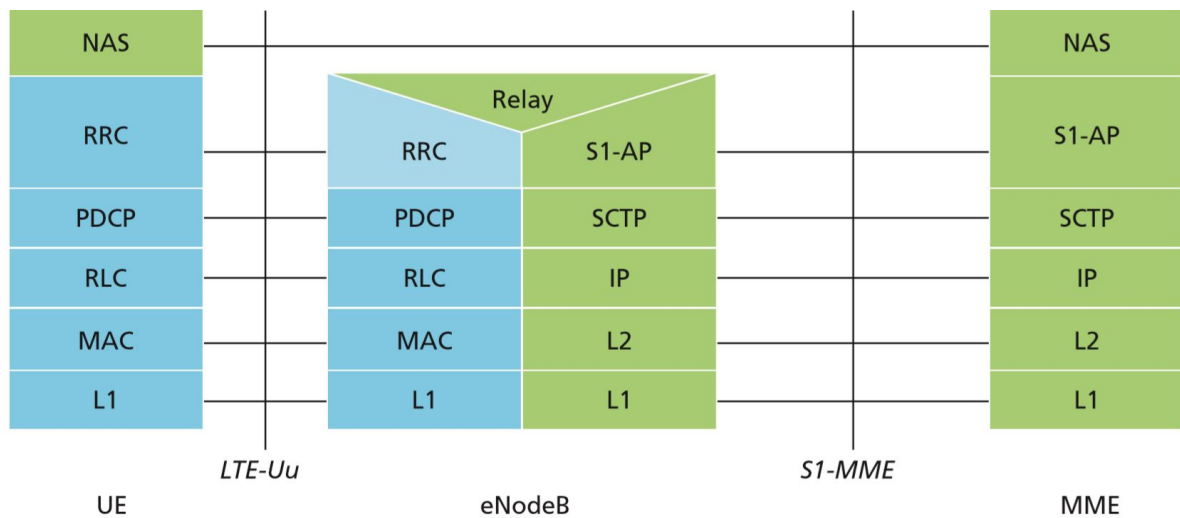 NAS
NAS
Relay
RRC
RRC
S1-AP
S1-AP
PDCP
PDCP
SCTP
SCTP
RLC
RLC
IP
IP
MAC
MAC
L2
L2
L1
L1
L1
L1
LTE-Uu
S1-MME
UE
eNodeB
MME